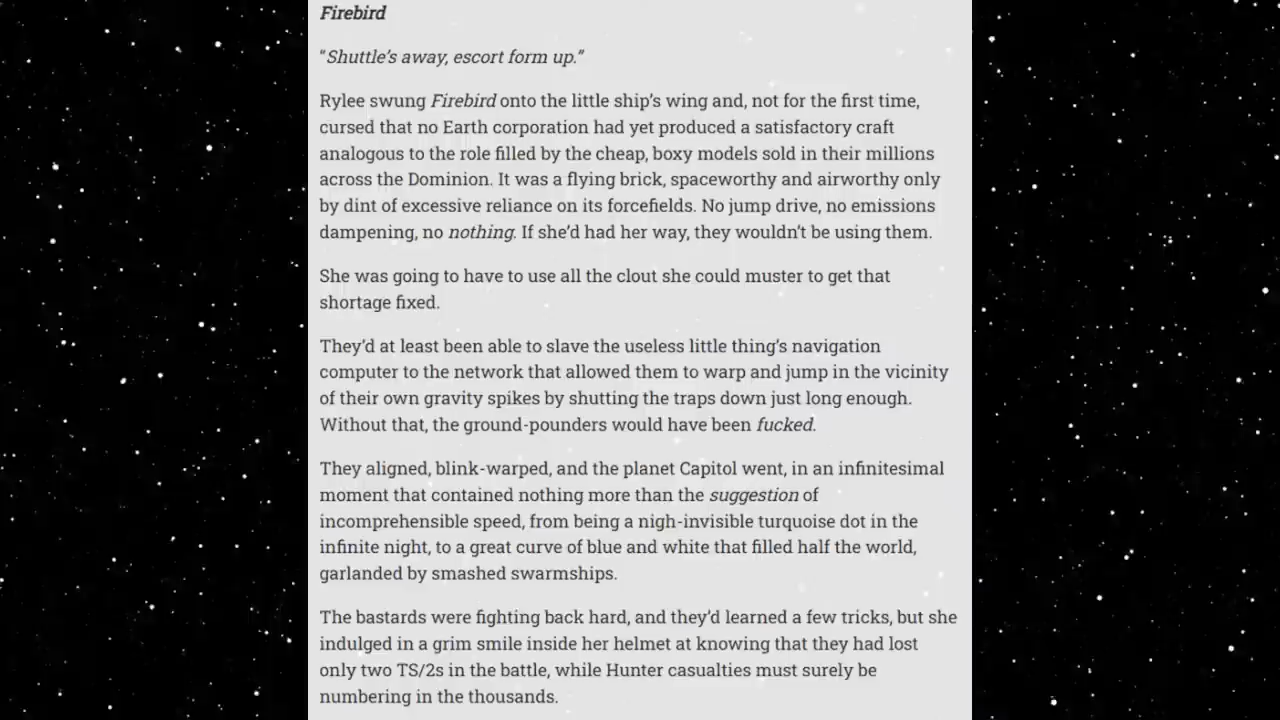 Firebird
“Shuttle’s away, escort form up.”
Rylee swung Firebird onto the little ship’s wing and, not for the first time,
cursed that no Earth corporation had yet produced a satisfactory craft
analogous to the role filled by the cheap, boxy models sold in their millions
across the Dominion. It was a flying brick, spaceworthy and airworthy only
by dint of excessive reliance on its forcefields. No jump drive, no emissions
dampening, no nothing. If she’d had her way, they wouldn’t be using them.
She was going to have to use all the clout she could muster to get that
shortage fixed.
They’d at least been able to slave the useless little thing’s navigation
computer to the network that allowed them to warp and jump in the vicinity
of their own gravity spikes by shutting the traps down just long enough.
Without that, the ground-pounders would have been fucked.
They aligned, blink-warped, and the planet Capitol went, in an infinitesimal
moment that contained nothing more than the suggestion of
incomprehensible speed, from being a nigh-invisible turquoise dot in the
infinite night, to a great curve of blue and white that filled half the world,
garlanded by smashed swarmships.
The bastards were fighting back hard, and they’d learned a few tricks, but she
indulged in a grim smile inside her helmet at knowing that they had lost
only two TS/2s in the battle, while Hunter casualties must surely be
numbering in the thousands.